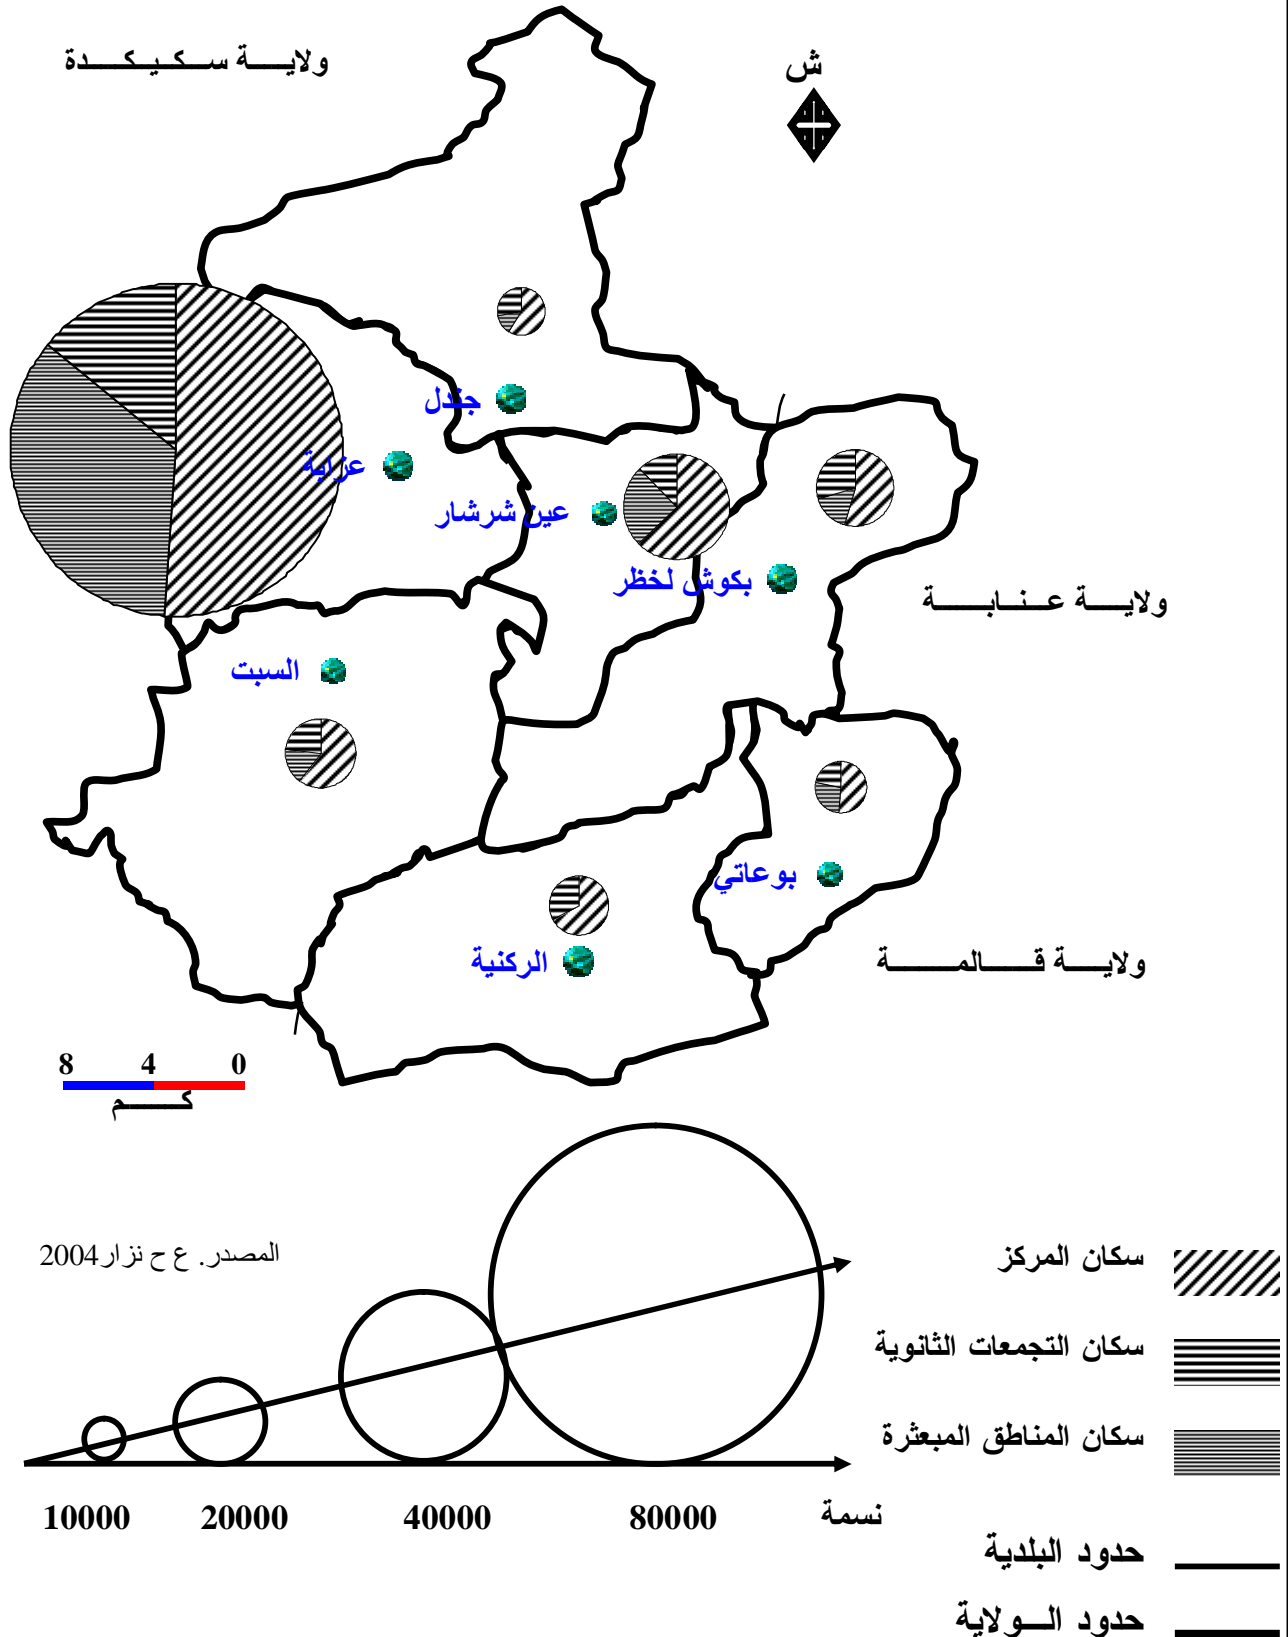 ولاية سكيكدة
ش
جندل
عزابة
عين شرشار
بكوش لخظر
ولاية عنابة
السبت
بوعاتي
الركنية
ولاية قالمة
8 4 0
كم
المصدر. ع ح نزار2004
سكان المركز
سكان التجمعات الثانوية
سكان المناطق المبعثرة
10000 20000 40000 80000 نسمة
حدود البلدية
حدود الولاية